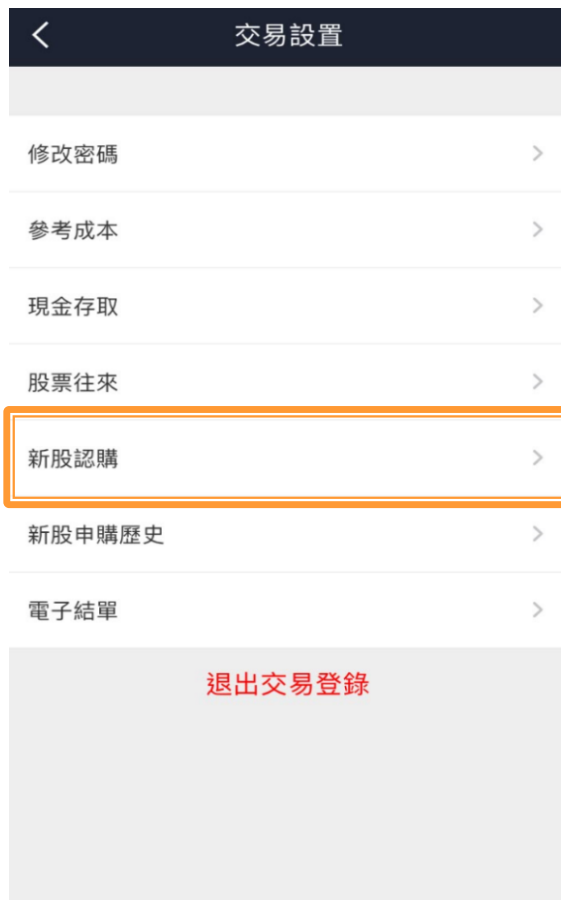 交易設置
修改密碼
參考成本
現金存取
股票往來
新股認購
新股申購歷史
電子結單
退出交易登錄